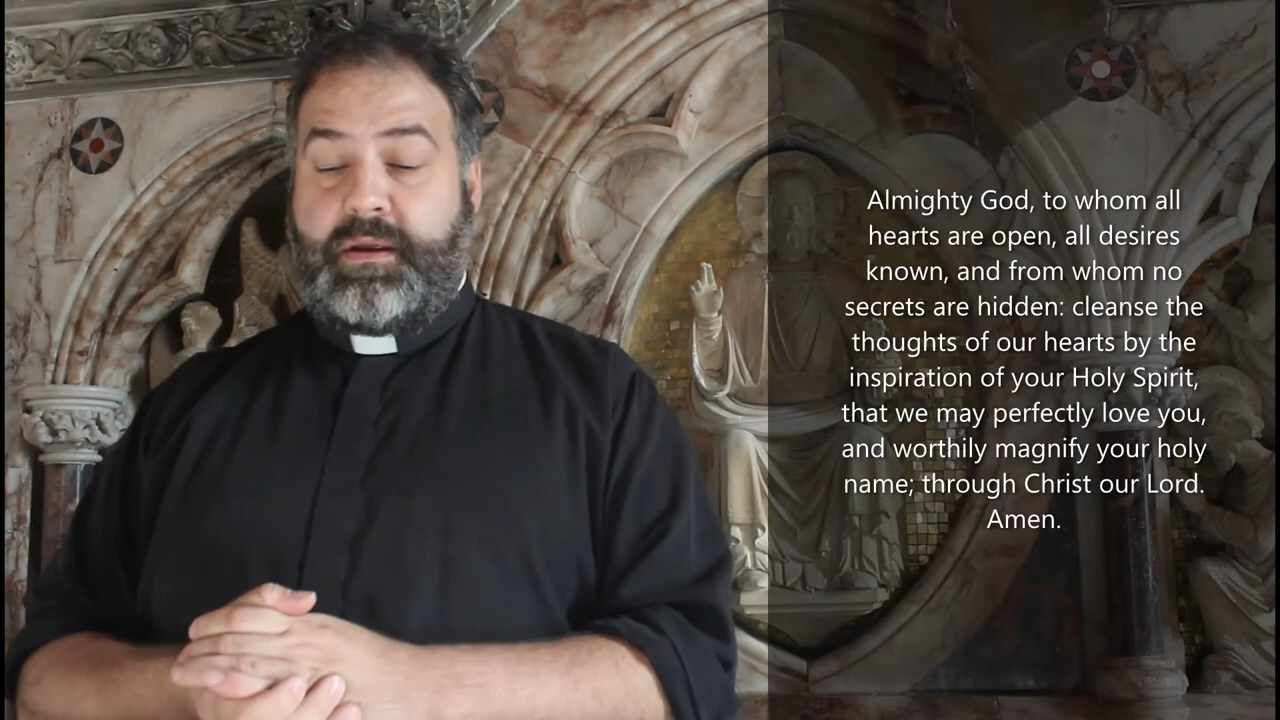 Almighty God, to whom all
hearts are open, all desires
known, and from whom no
secrets are hidden: cleanse the
thoughts of our hearts by the
inspiration of your Holy Spirit,
that we may perfectly love you,
and worthily magnify your holy
name; through Christ our Lord.
Amen.